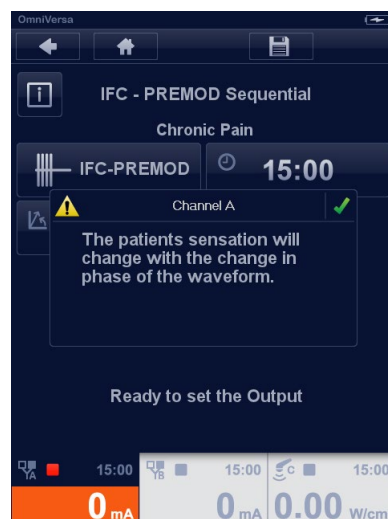 OmniVersa
i
IFC - PREMOD Sequential
Chronic Pain
IFC-PREMOD
15:00
Channel A
The patients sensation will
change with the change in
phase of the waveform.
Ready to set the Output
A 15:00
B 15:00
C 15:00
0 mA
0 mA
0.00 W/cm